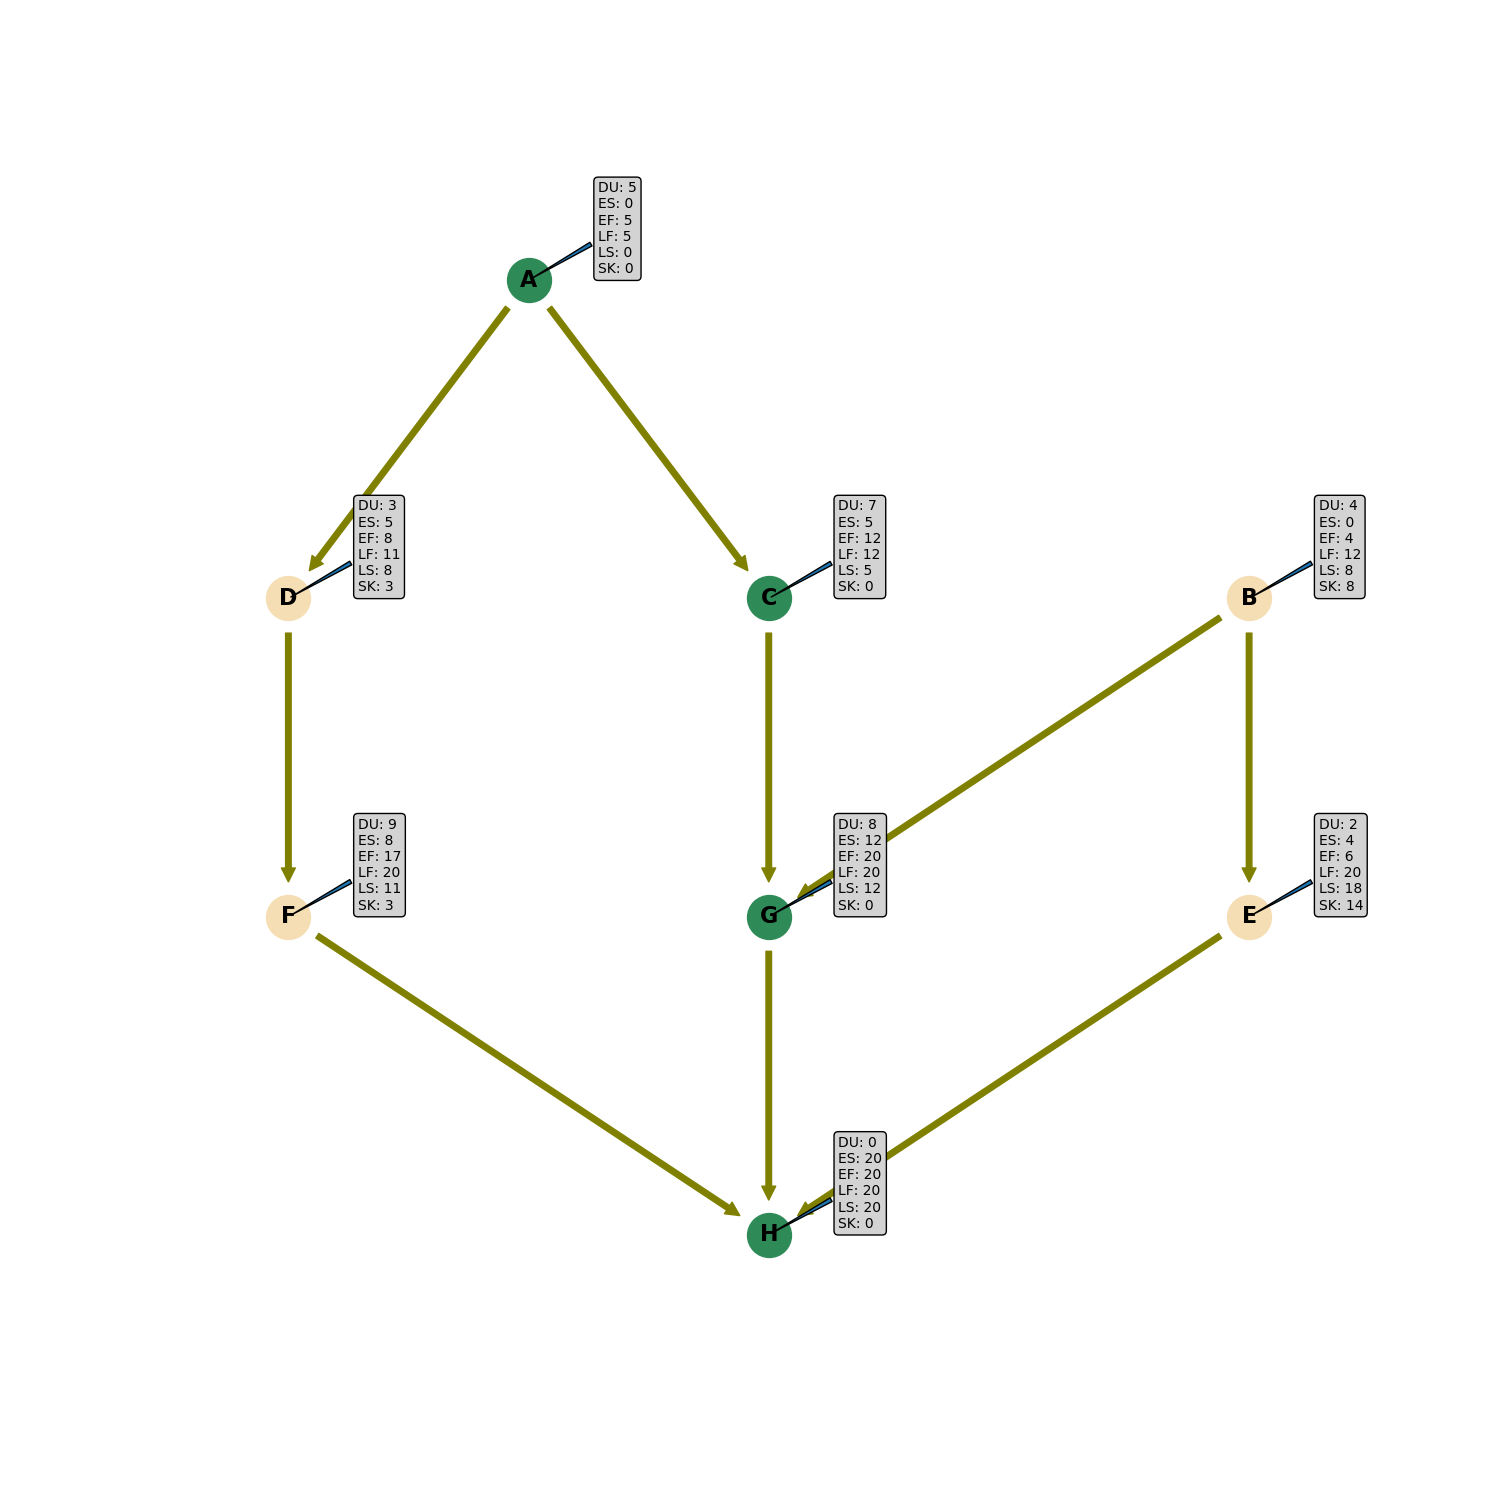 DU: 5
ES: 0
EF: 5
LF: 5
LS: 0
SK: 0
A
DU: 3
ES: 5
EF: 8
LF: 11
LS: 8
SK: 3
D
DU: 7
ES: 5
EF: 12
LF: 12
LS: 5
SK: 0
C
DU: 4
ES: 0
EF: 4
LF: 12
LS: 8
SK: 8
B
DU: 9
ES: 8
EF: 17
LF: 20
LS: 11
SK: 3
F
DU: 8
ES: 12
EF: 20
LF: 20
LS: 12
SK: 0
G
DU: 2
ES: 4
EF: 6
LF: 20
LS: 18
SK: 14
E
DU: 0
ES: 20
EF: 20
LF: 20
LS: 20
SK: 0
H